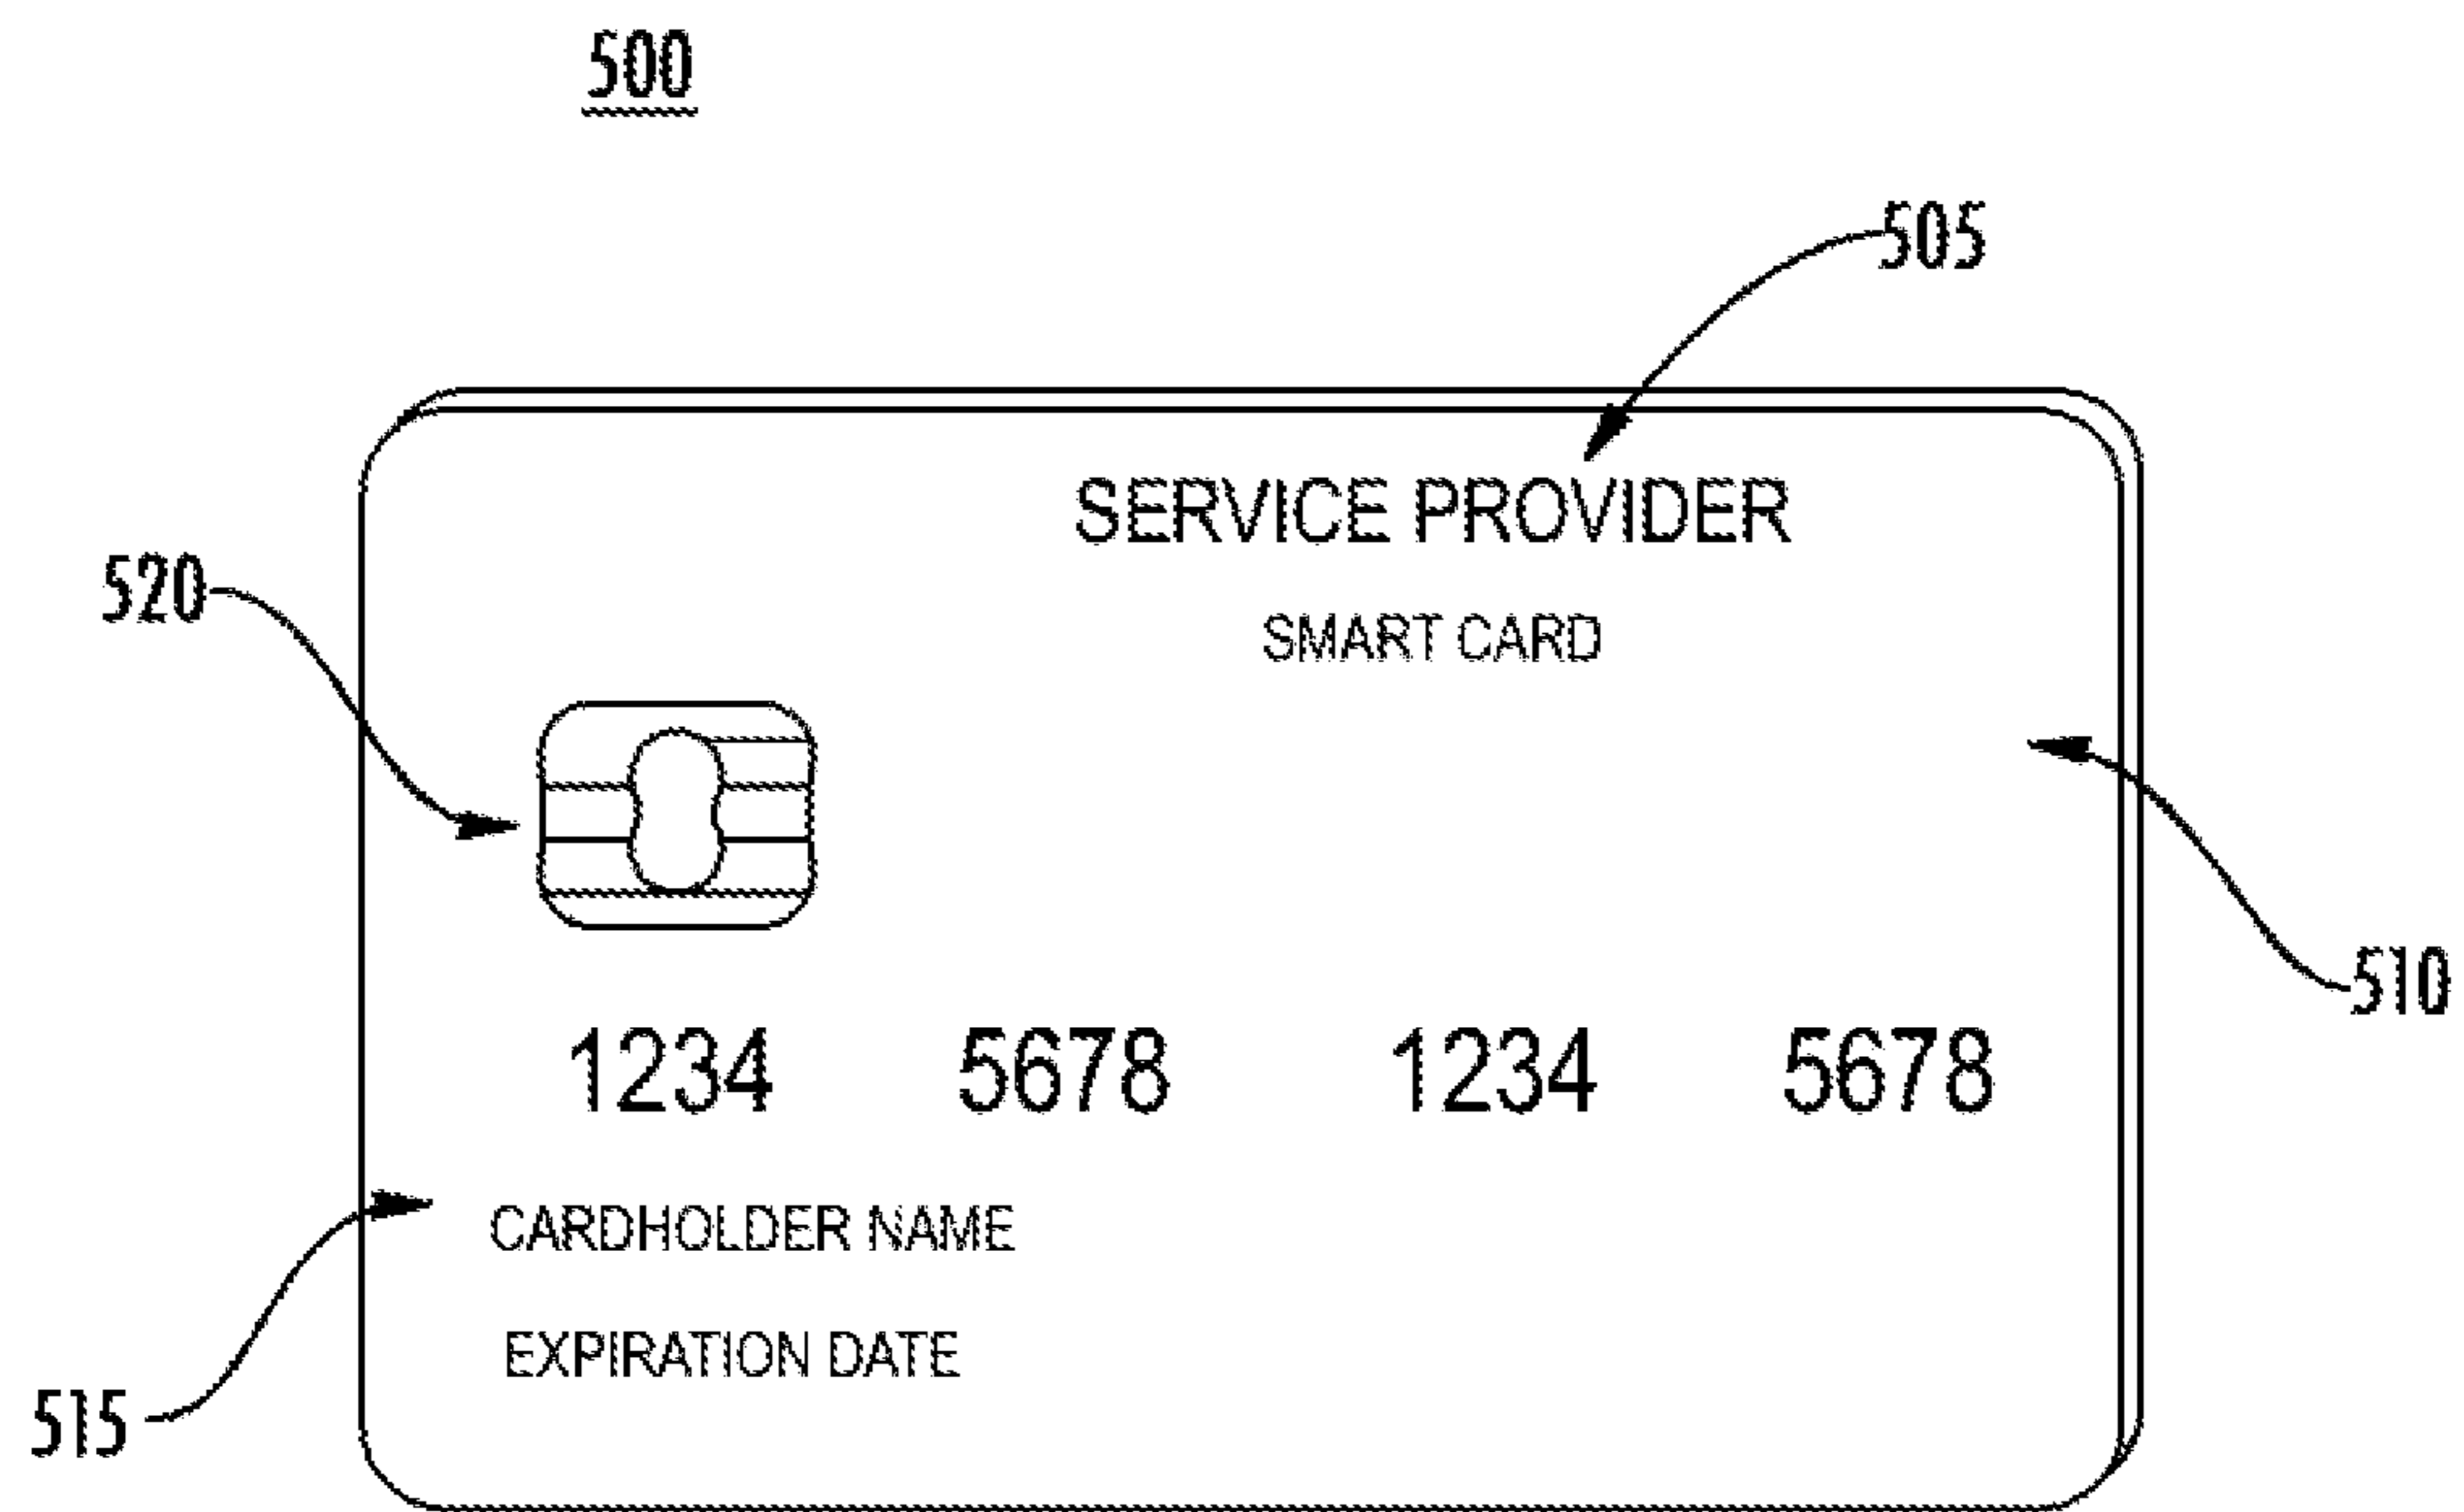 500
505
SERVICE PROVIDER
520
SMART CARD
510
1234 5678 1234 5678
CARDHOLDER NAME
EXPIRATION DATE
515